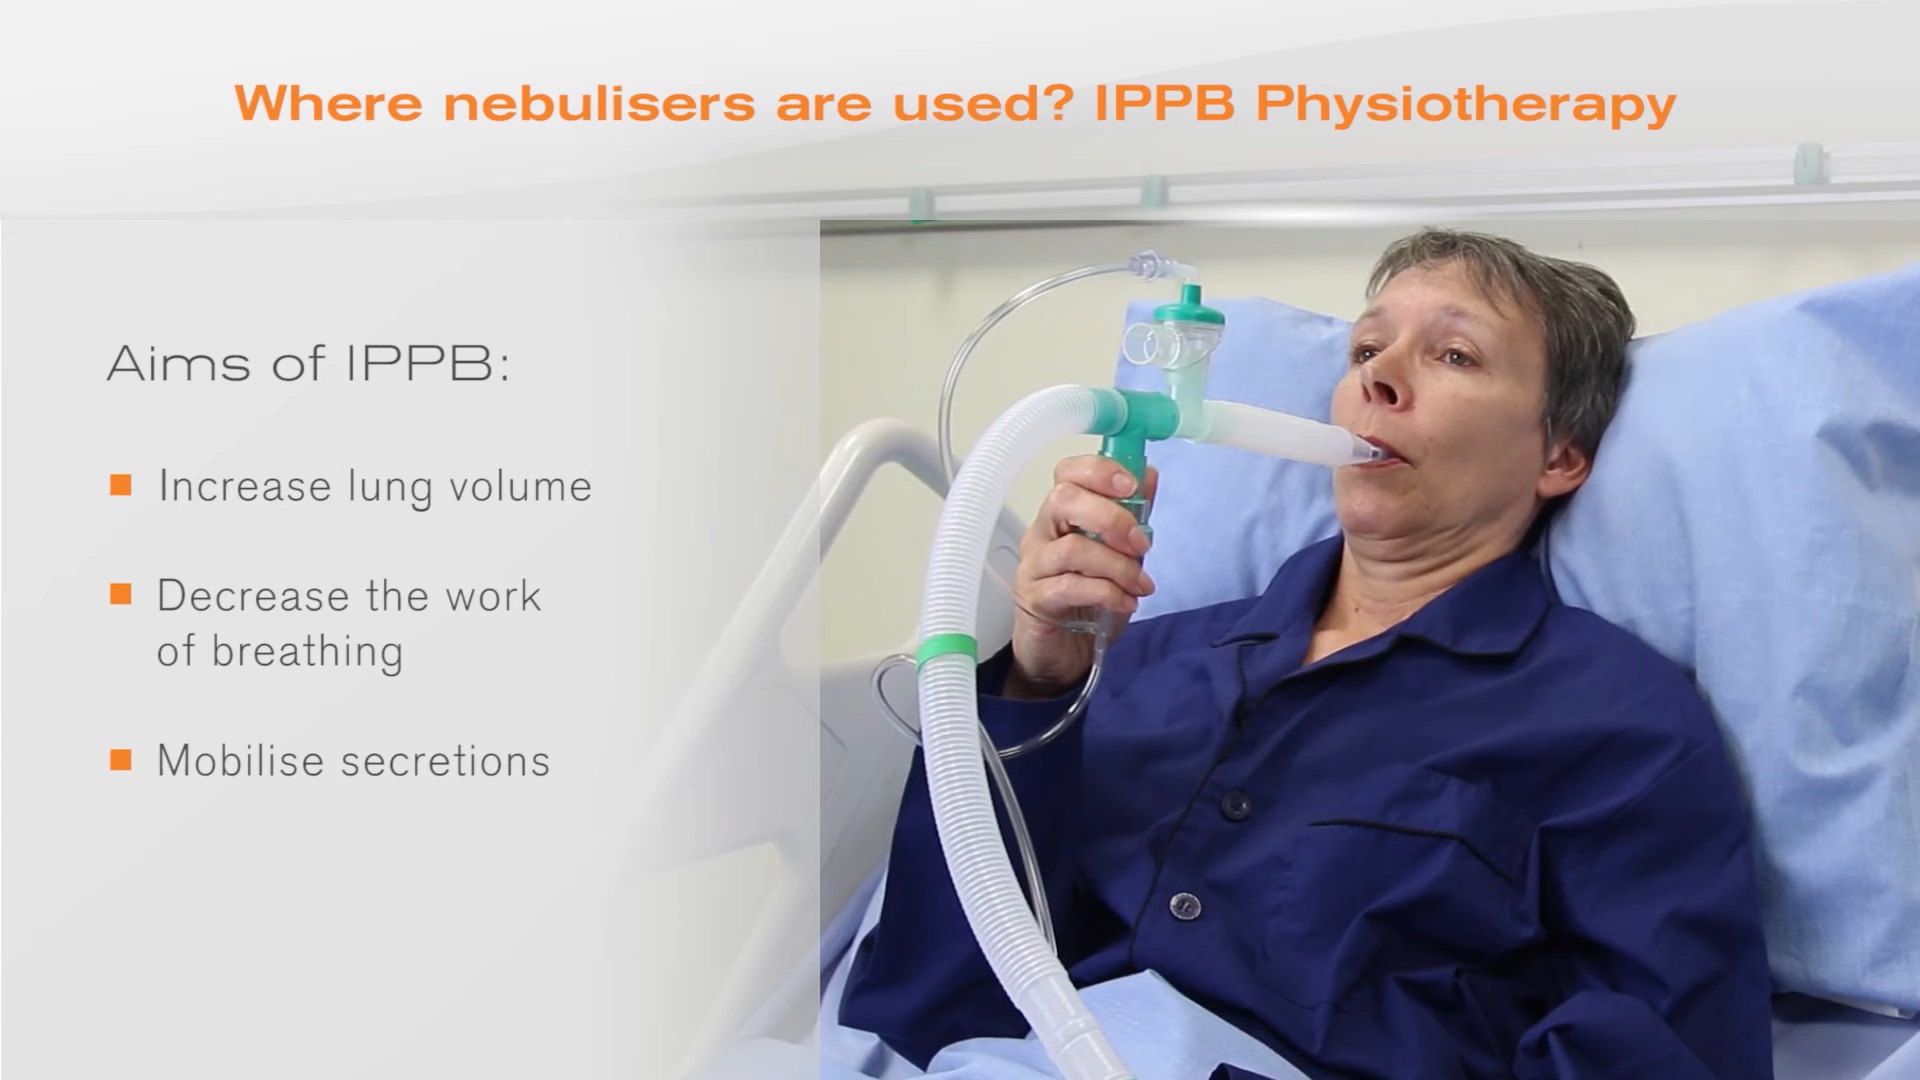 Where nebulisers are used? IPPB Physiotherapy
Aims of IPPB:
Increase lung volume
Decrease the work
of breathing
Mobilise secretions